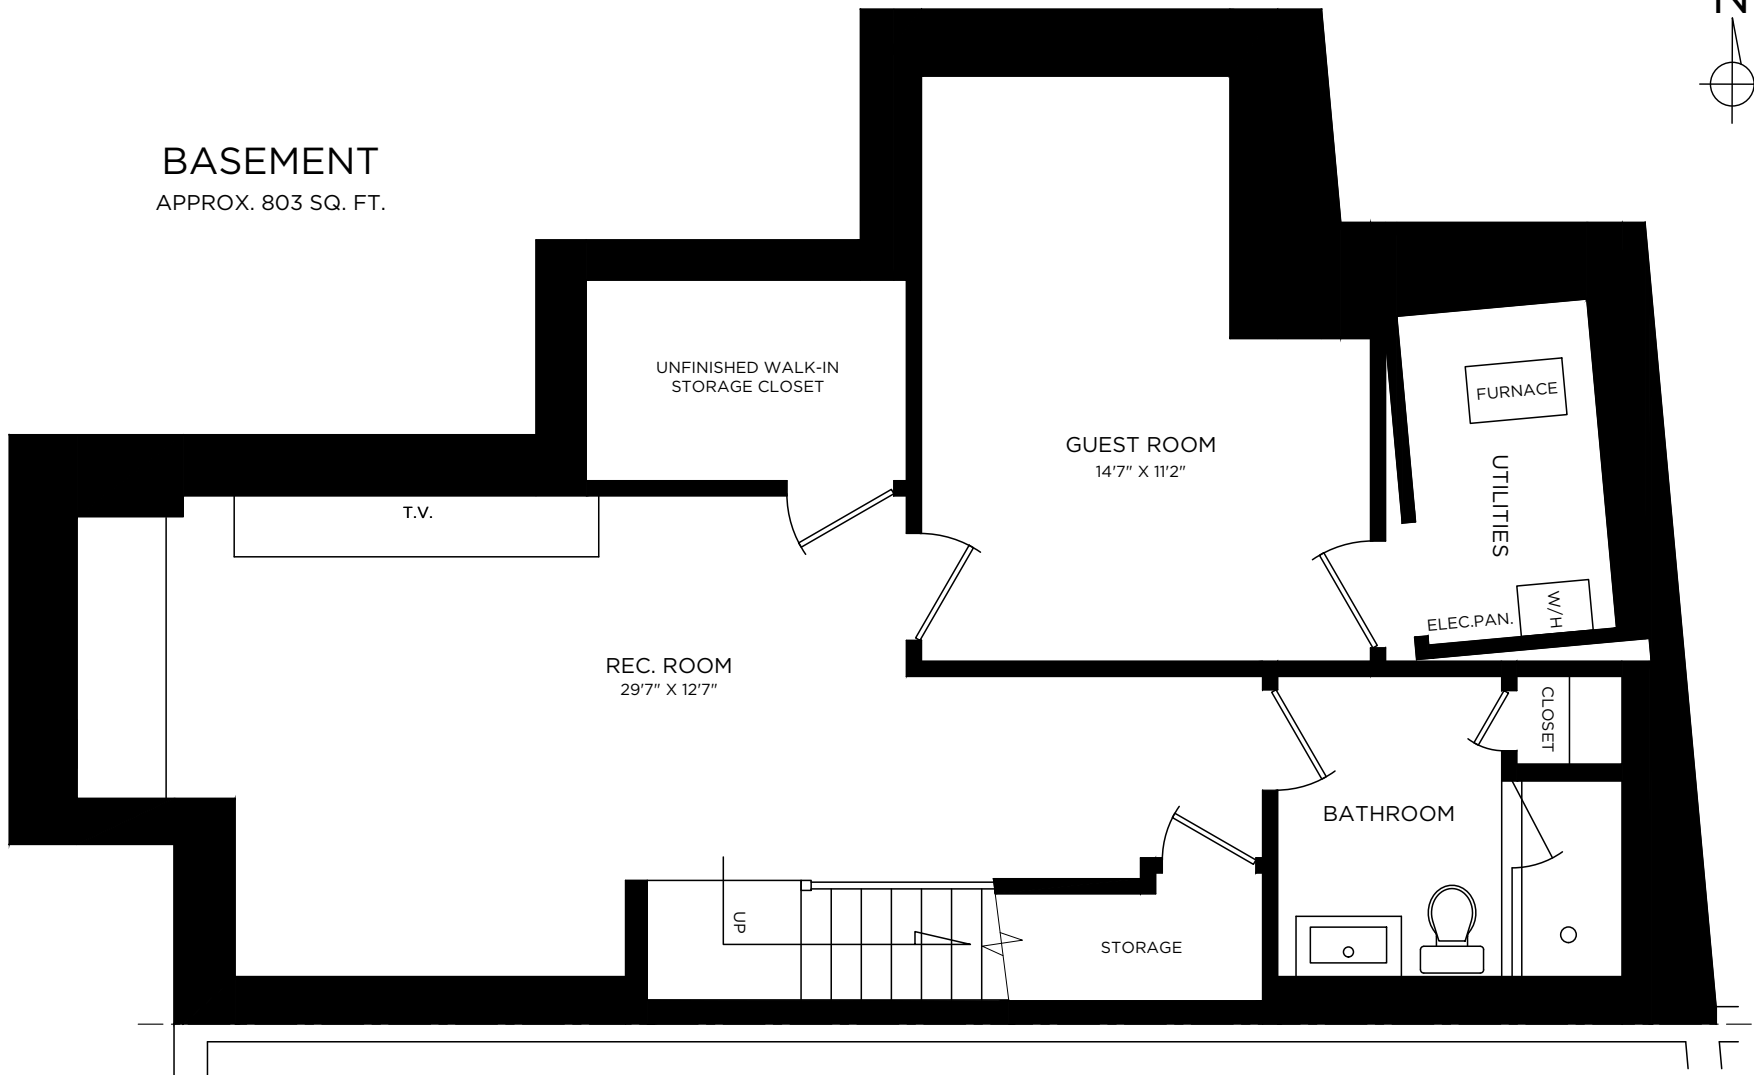 N
BASEMENT
APPROX. 803 SQ. FT.
UNFINISHED WALK-IN
STORAGE CLOSET
FURNACE
GUEST ROOM
14'7" X 11'2"
UTILITIES
T.V.
W/H
ELEC.PAN.
REC. ROOM
29'7" X 12'7"
CLOSET
BATHROOM
UP
STORAGE